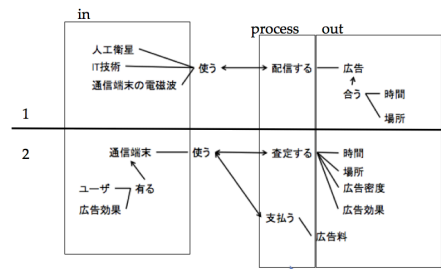 in
process out
人工衛星
IT技術
通信端末の電磁波
使う
配信する
広告
合う
時間
場所
1
2
通信端末
使う
査定する
時間
場所
広告密度
広告効果
ユーザ
有る
広告効果
支払う
広告料